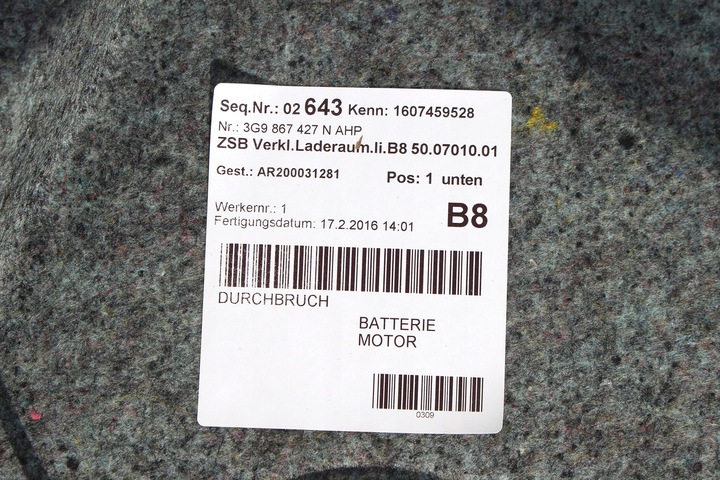 Seq.Nr.: 02 643 Kenn: 1607459528
Nr.: 3G9 867 427 N AHP
ZSB Verkl.Laderaum.li.B8 50.07010.01
Gest.: AR200031281 Pos: 1 unten
Werkernr.: 1
Fertigungsdatum: 17.2.2016 14:01 B8
DURCHBRUCH
BATTERIE
MOTOR
0309